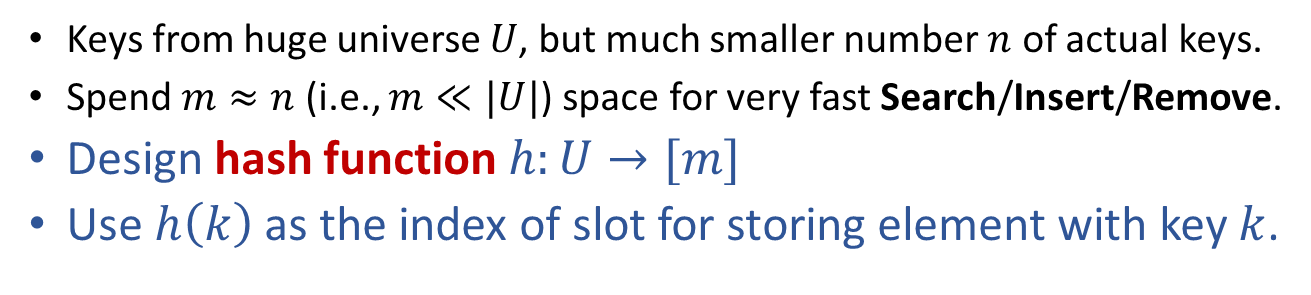 • Keys from huge universe U, but much smaller number n of actual keys.
• Spend m ≈ n (i.e., m ≪ |U|) space for very fast Search/Insert/Remove.
• Design hash function h: U → [m]
• Use h(k) as the index of slot for storing element with key k.